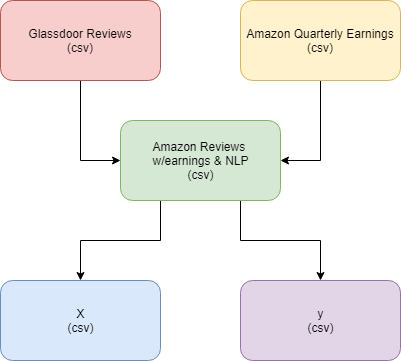 Glassdoor Reviews
(csv)
Amazon Quarterly Earnings
(csv)
Amazon Reviews
w/earnings & NLP
(csv)
X
(csv)
y
(csv)